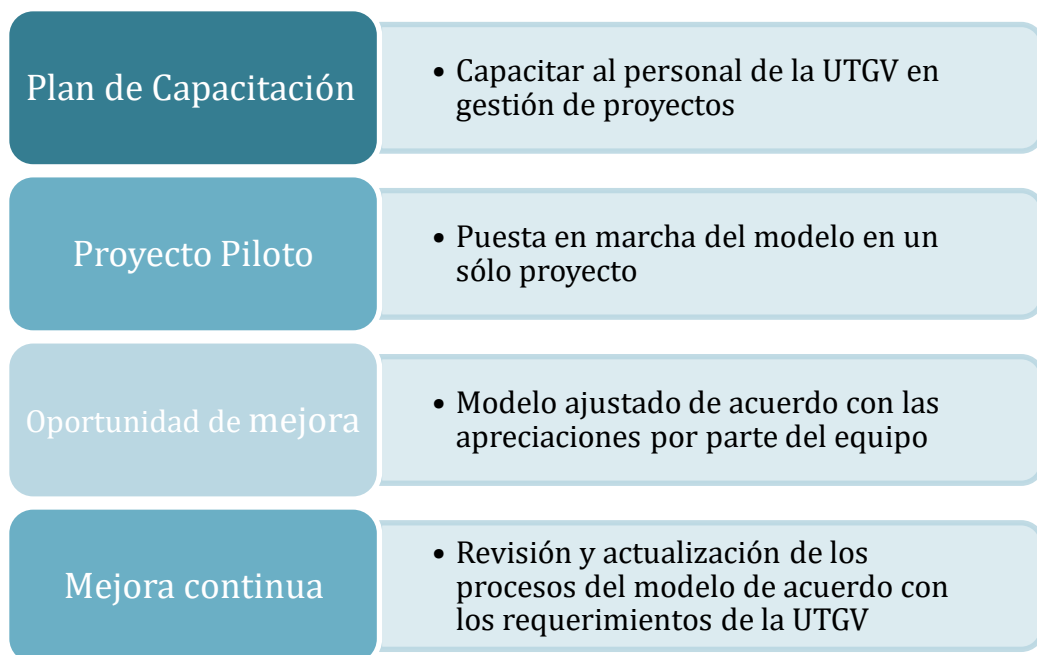 Plan de Capacitación
• Capacitar al personal de la UTGV en
gestión de proyectos
Proyecto Piloto
• Puesta en marcha del modelo en un
sólo proyecto
Oportunidad de mejora
• Modelo ajustado de acuerdo con las
apreciaciones por parte del equipo
Mejora continua
• Revisión y actualización de los
procesos del modelo de acuerdo con
los requerimientos de la UTGV